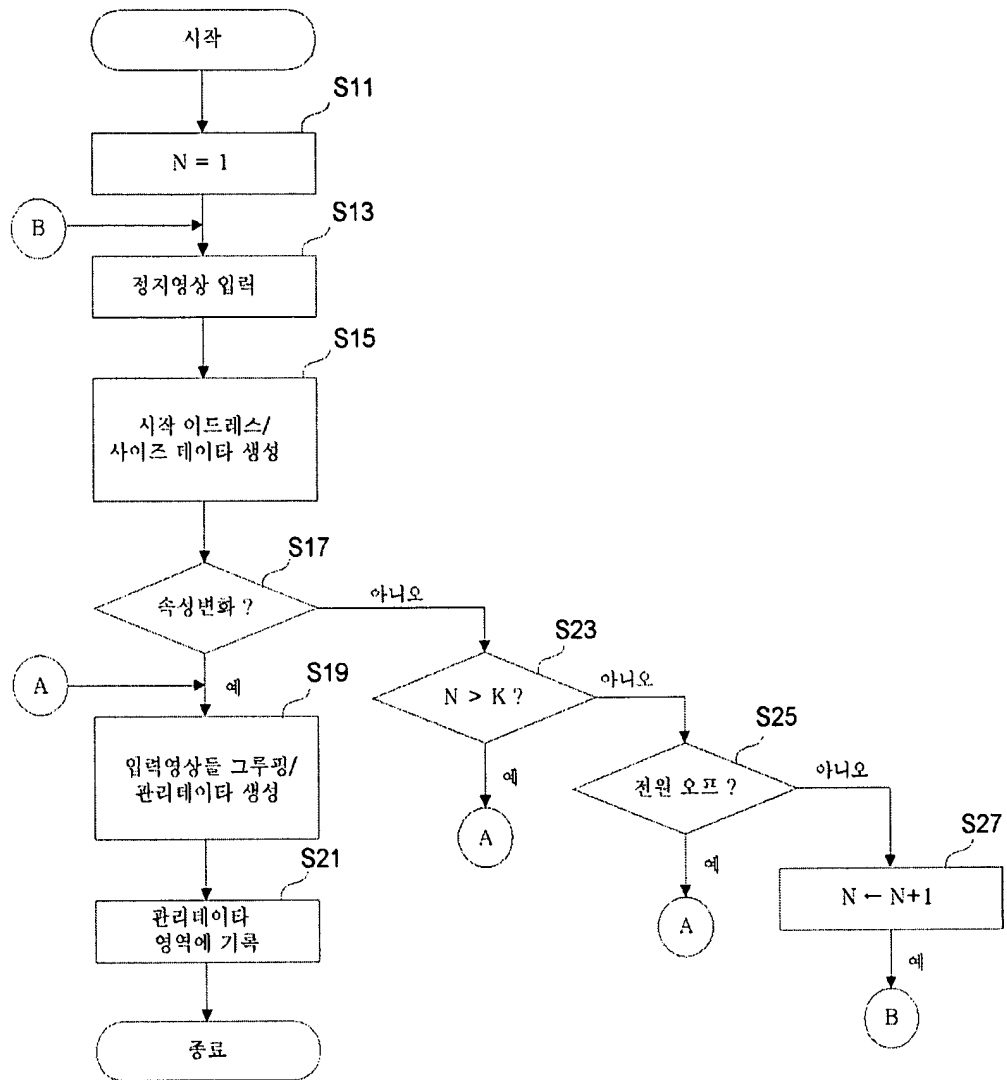 시작
S11
N = 1
B
S13
정지영상 입력
S15
시작 어드레스/
사이즈 데이타 생성
S17
속성변화 ?
아니오
예
A
S19
입력영상들 그루핑/
관리데이타 생성
S21
관리데이타
영역에 기록
종료
S23
N > K ?
아니오
예
A
S25
전원 오프 ?
아니오
예
A
S27
N ← N+1
예
B